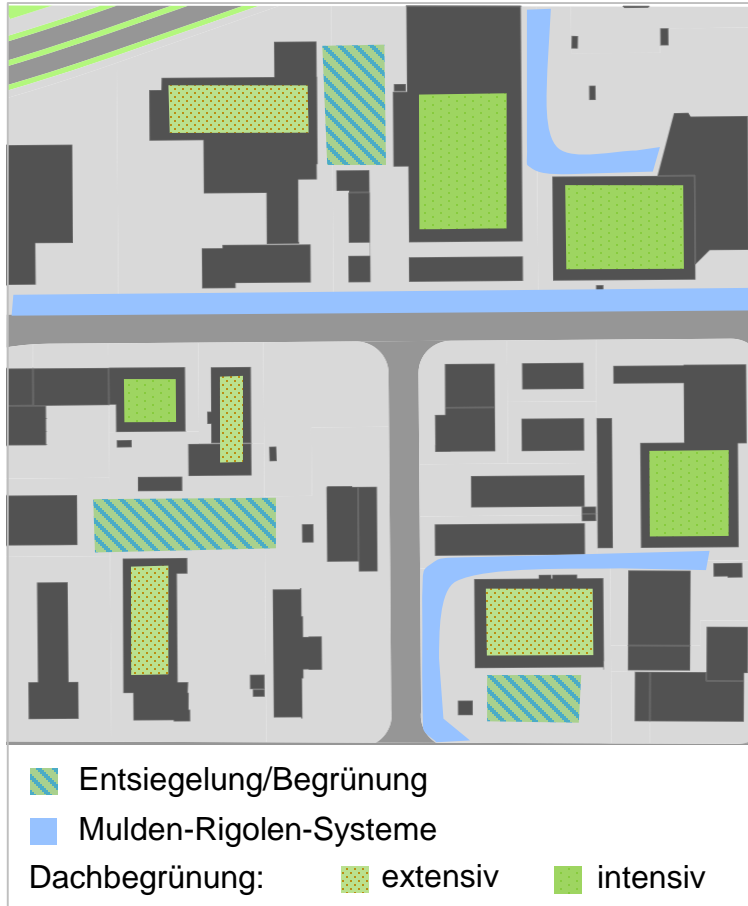 Entsiegelung/Begrünung
Mulden-Rigolen-Systeme
Dachbegrünung: extensiv intensiv